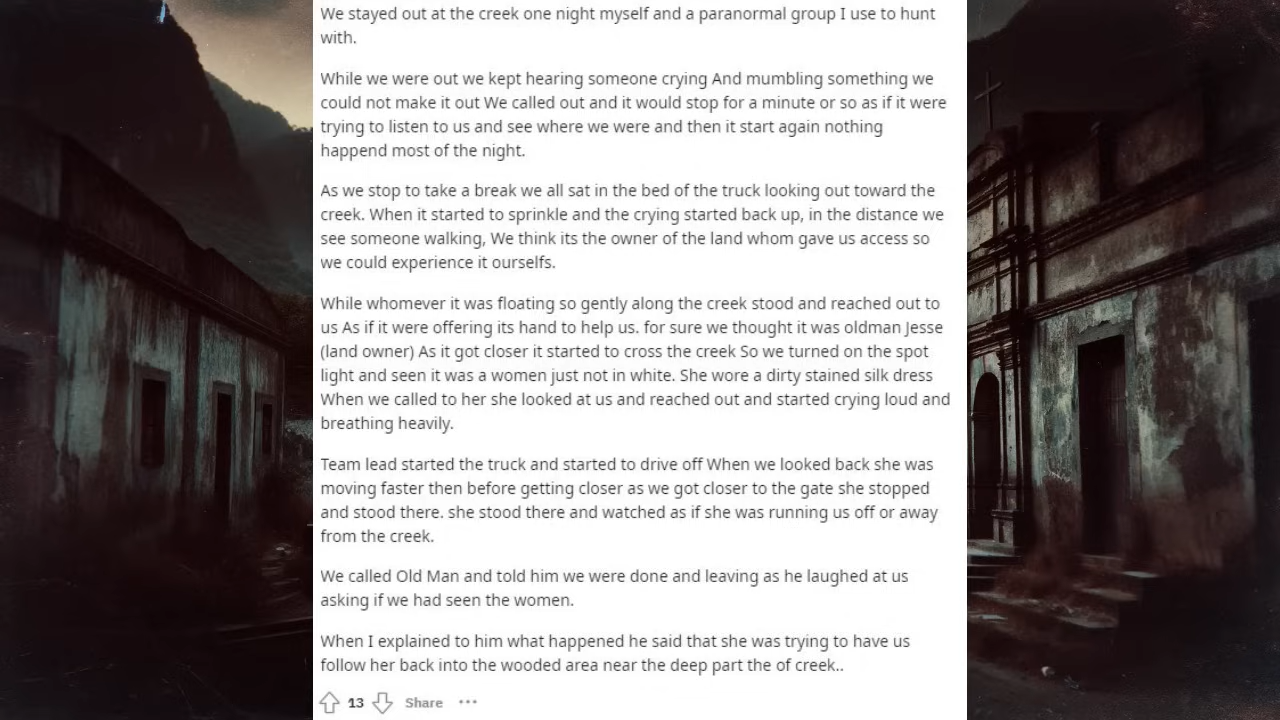 We stayed out at the creek one night myself and a paranormal group I use to hunt
with.
While we were out we kept hearing someone crying And mumbling something we
could not make it out We called out and it would stop for a minute or so as if it were
trying to listen to us and see where we were and then it start again nothing
happend most of the night.
As we stop to take a break we all sat in the bed of the truck looking out toward the
creek. When it started to sprinkle and the crying started back up, in the distance we
see someone walking, We think its the owner of the land whom gave us access so
we could experience it ourselfs.
While whomever it was floating so gently along the creek stood and reached out to
us As if it were offering its hand to help us. for sure we thought it was oldman Jesse
(land owner) As it got closer it started to cross the creek So we turned on the spot
light and seen it was a women just not in white. She wore a dirty stained silk dress
When we called to her she looked at us and reached out and started crying loud and
breathing heavily.
Team lead started the truck and started to drive off When we looked back she was
moving faster then before getting closer as we got closer to the gate she stopped
and stood there. she stood there and watched as if she was running us off or away
from the creek.
We called Old Man and told him we were done and leaving as he laughed at us
asking if we had seen the women.
When I explained to him what happened he said that she was trying to have us
follow her back into the wooded area near the deep part the of creek..
13 Share ...